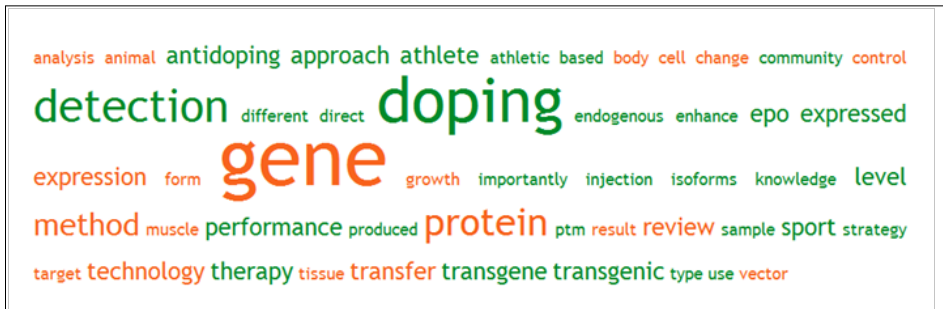 analysis animal antidoping approach athlete athletic based body cell change community control
detection different direct doping endogenous enhance epo expressed
expression form gene growth importantly injection isoforms knowledge level
method muscle performance produced protein ptm result review sample sport strategy
target technology therapy tissue transfer transgene transgenic type use vector